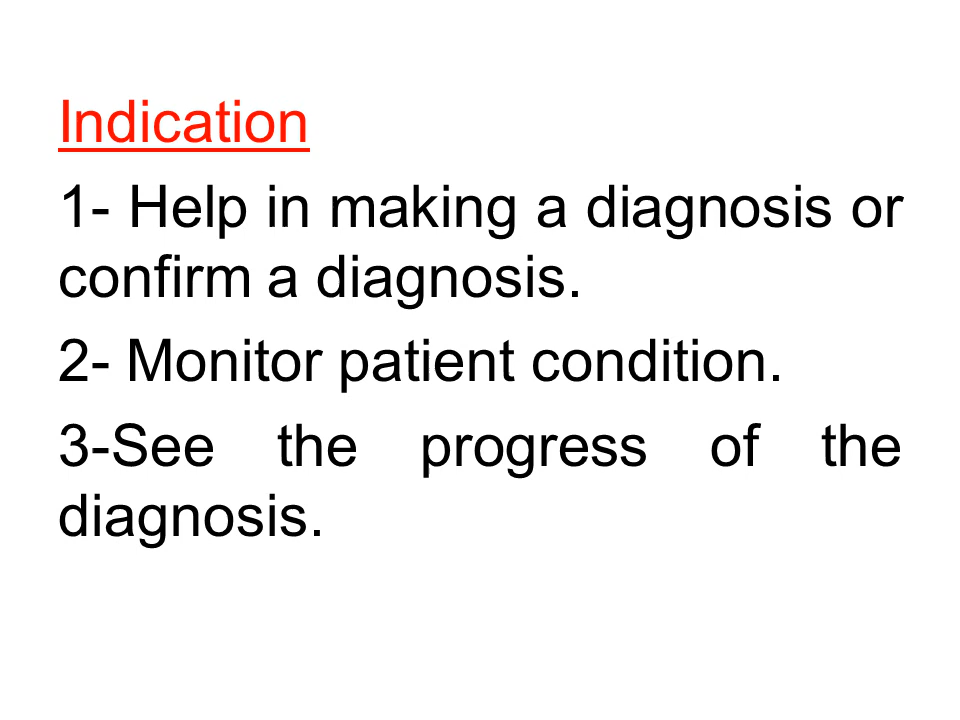 Indication
1- Help in making a diagnosis or
confirm a diagnosis.
2- Monitor patient condition.
3-See the progress of the
diagnosis.